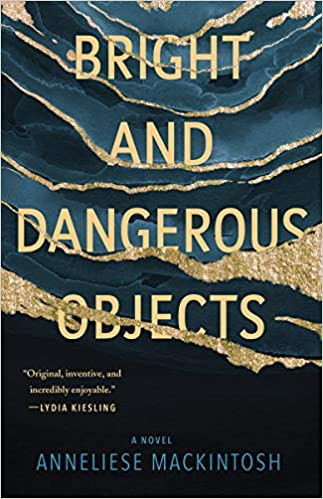 BRIGHT
AND
DANGEROUS
OBJECTS
"Original, inventive, and
incredibly enjoyable."
—LYDIA KIESLING
A NOVEL
ANNELIESE MACKINTOSH